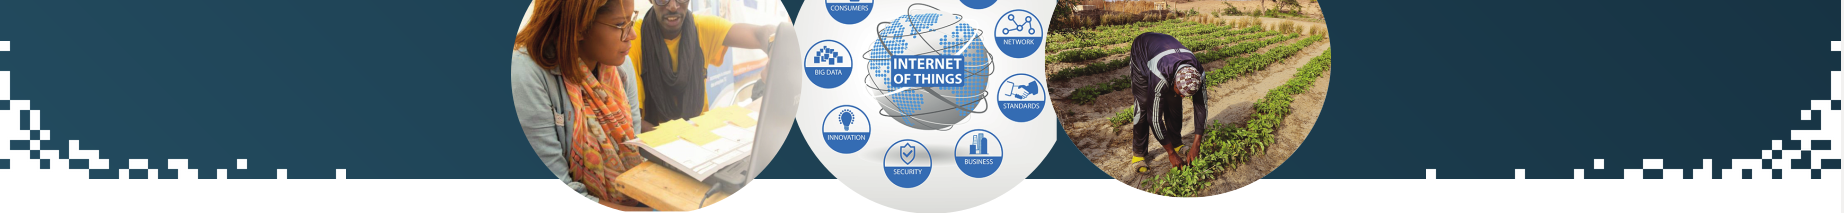 CONSUMERS
NETWORK
BIG DATA
INTERNET
OF THINGS
STANDARDS
INNOVATION
BUSINESS
SECURITY